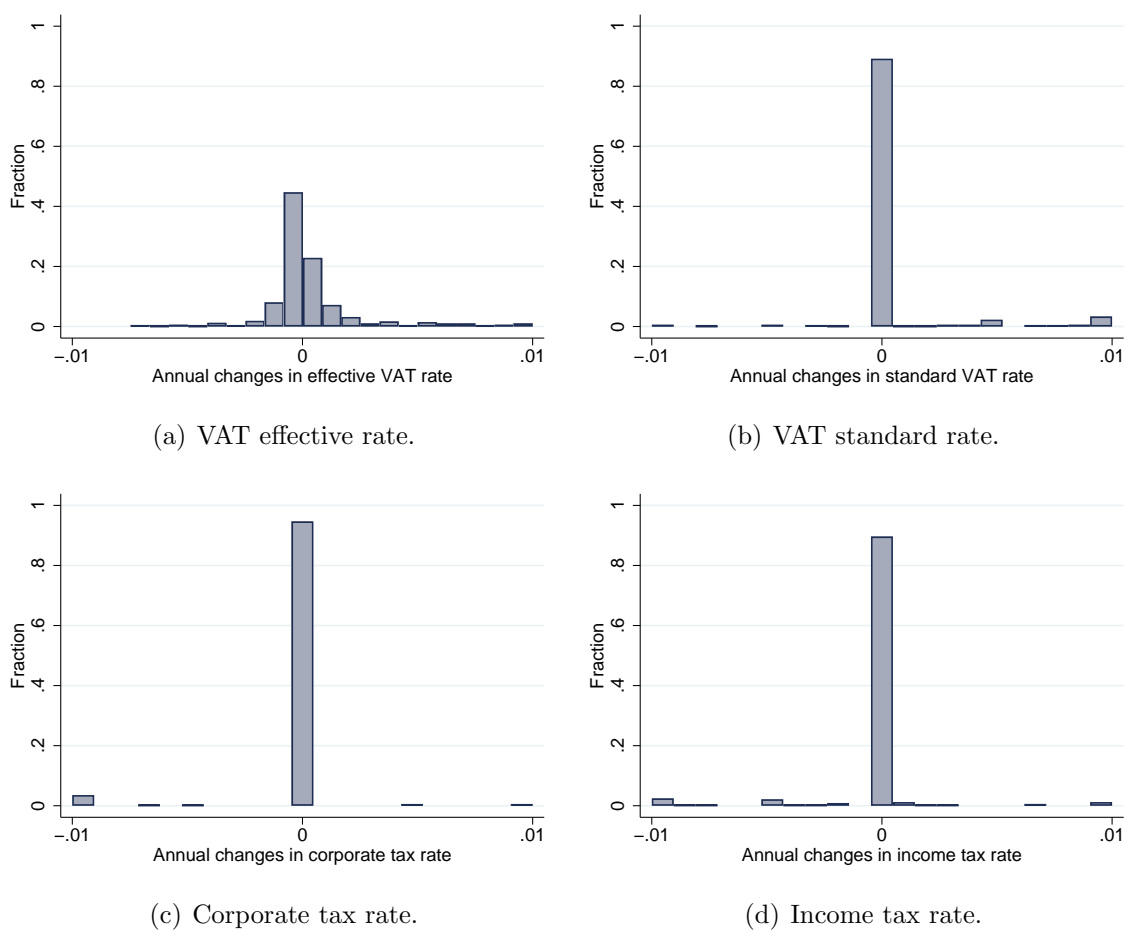 Fraction
0 .2 .4 .6 .8 1
−.01 0 .01
Annual changes in effective VAT rate
(a) VAT effective rate.
Fraction
0 .2 .4 .6 .8 1
−.01 0 .01
Annual changes in standard VAT rate
(b) VAT standard rate.
Fraction
0 .2 .4 .6 .8 1
−.01 0 .01
Annual changes in corporate tax rate
(c) Corporate tax rate.
Fraction
0 .2 .4 .6 .8 1
−.01 0 .01
Annual changes in income tax rate
(d) Income tax rate.